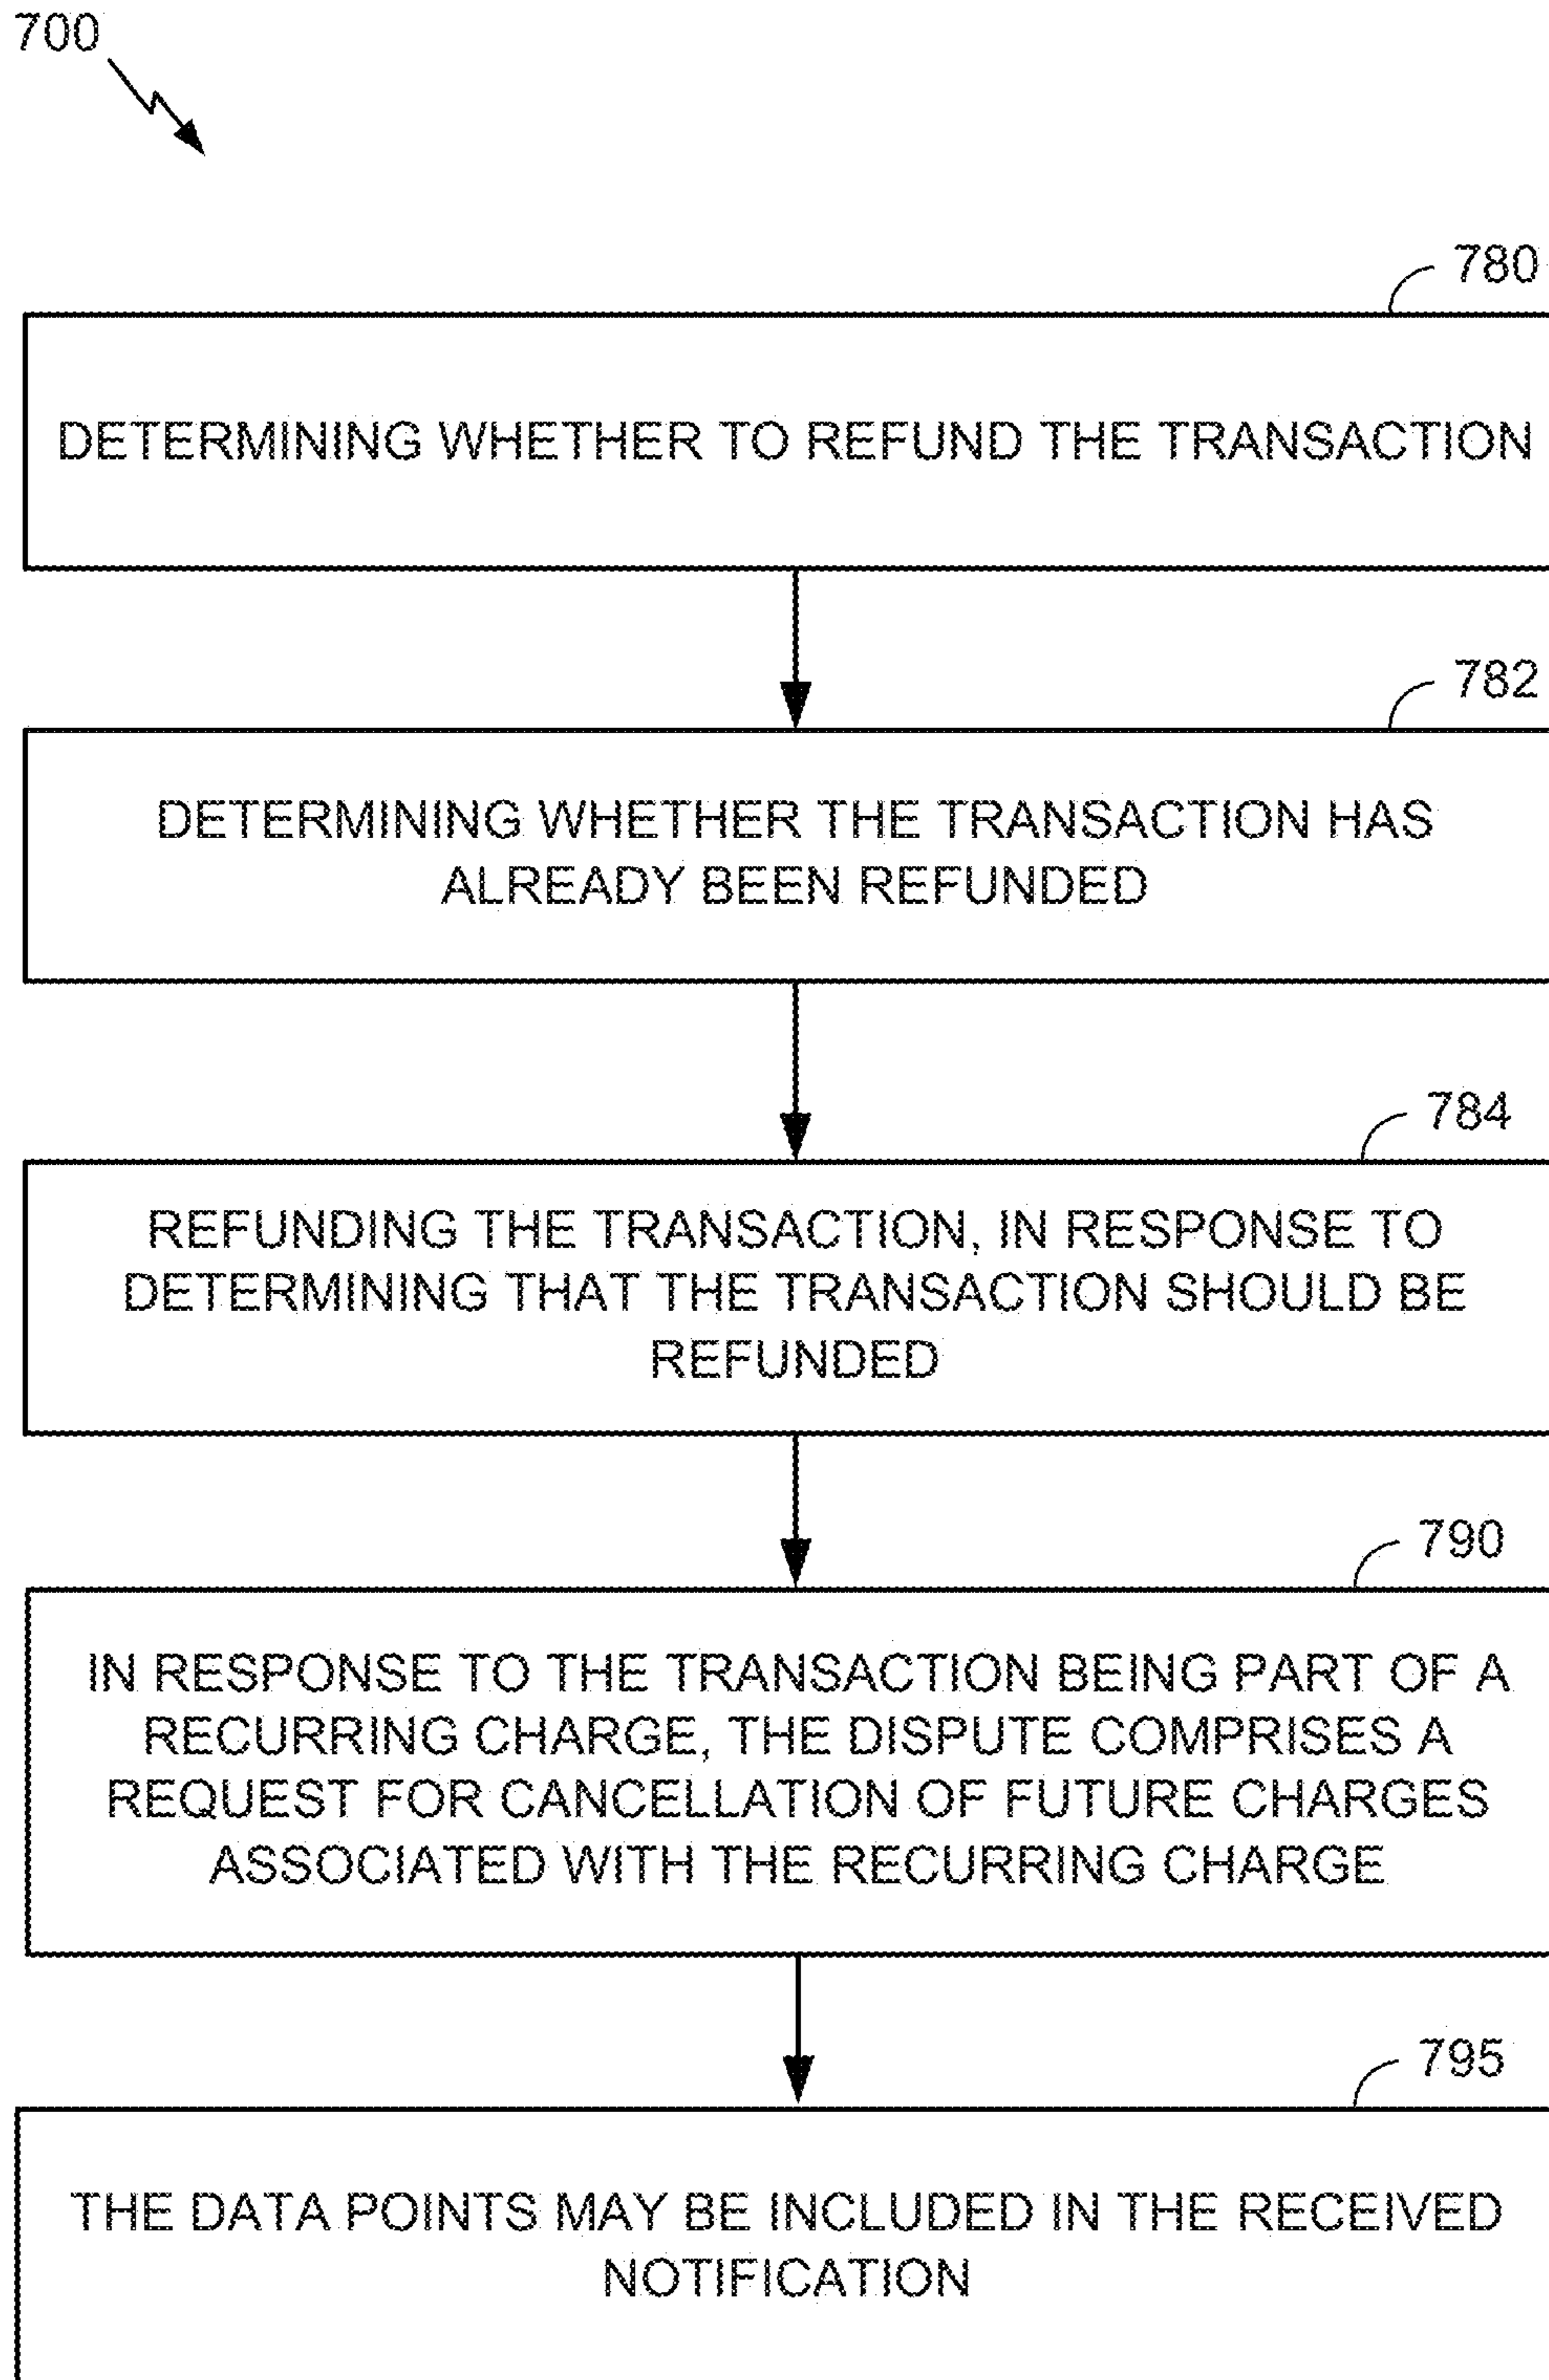 700
780
DETERMINING WHETHER TO REFUND THE TRANSACTION
782
DETERMINING WHETHER THE TRANSACTION HAS
ALREADY BEEN REFUNDED
784
REFUNDING THE TRANSACTION, IN RESPONSE TO
DETERMINING THAT THE TRANSACTION SHOULD BE
REFUNDED
790
IN RESPONSE TO THE TRANSACTION BEING PART OF A
RECURRING CHARGE, THE DISPUTE COMPRISES A
REQUEST FOR CANCELLATION OF FUTURE CHARGES
ASSOCIATED WITH THE RECURRING CHARGE
795
THE DATA POINTS MAY BE INCLUDED IN THE RECEIVED
NOTIFICATION